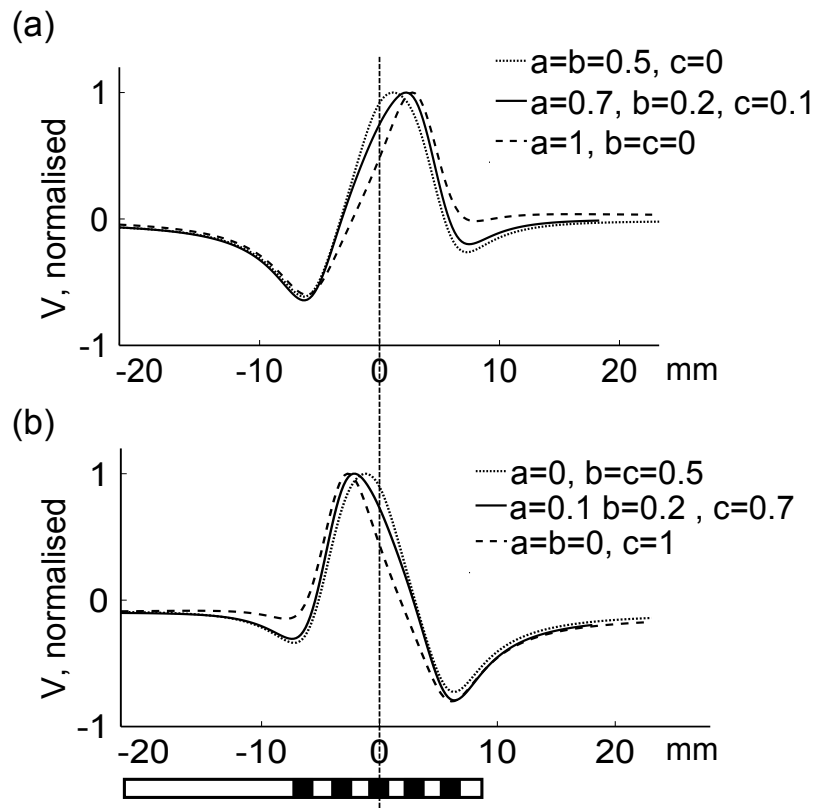 (a)
a=b=0.5, c=0
a=0.7, b=0.2, c=0.1
a=1, b=c=0
V, normalised
1
0
-1
-20 -10 0 10 20 mm
(b)
a=0, b=c=0.5
a=0.1 b=0.2 , c=0.7
a=b=0, c=1
V, normalised
1
0
-1
-20 -10 0 10 20 mm